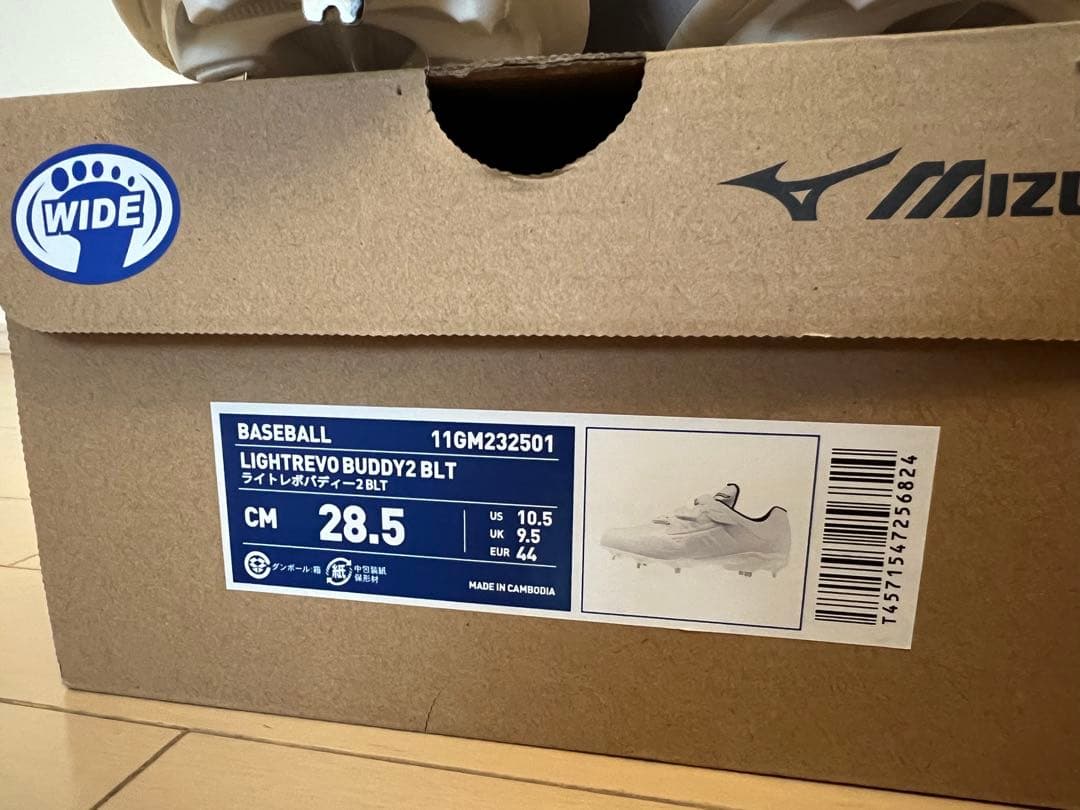 WIDE
MIZU
BASEBALL 11GM232501
LIGHTREVO BUDDY2 BLT
ライトレボバディー2 BLT
CM 28.5
US 10.5
UK 9.5
EUR 44
ダンボール:箱
紙
中包装紙
保形材
MADE IN CAMBODIA
T4571547256824